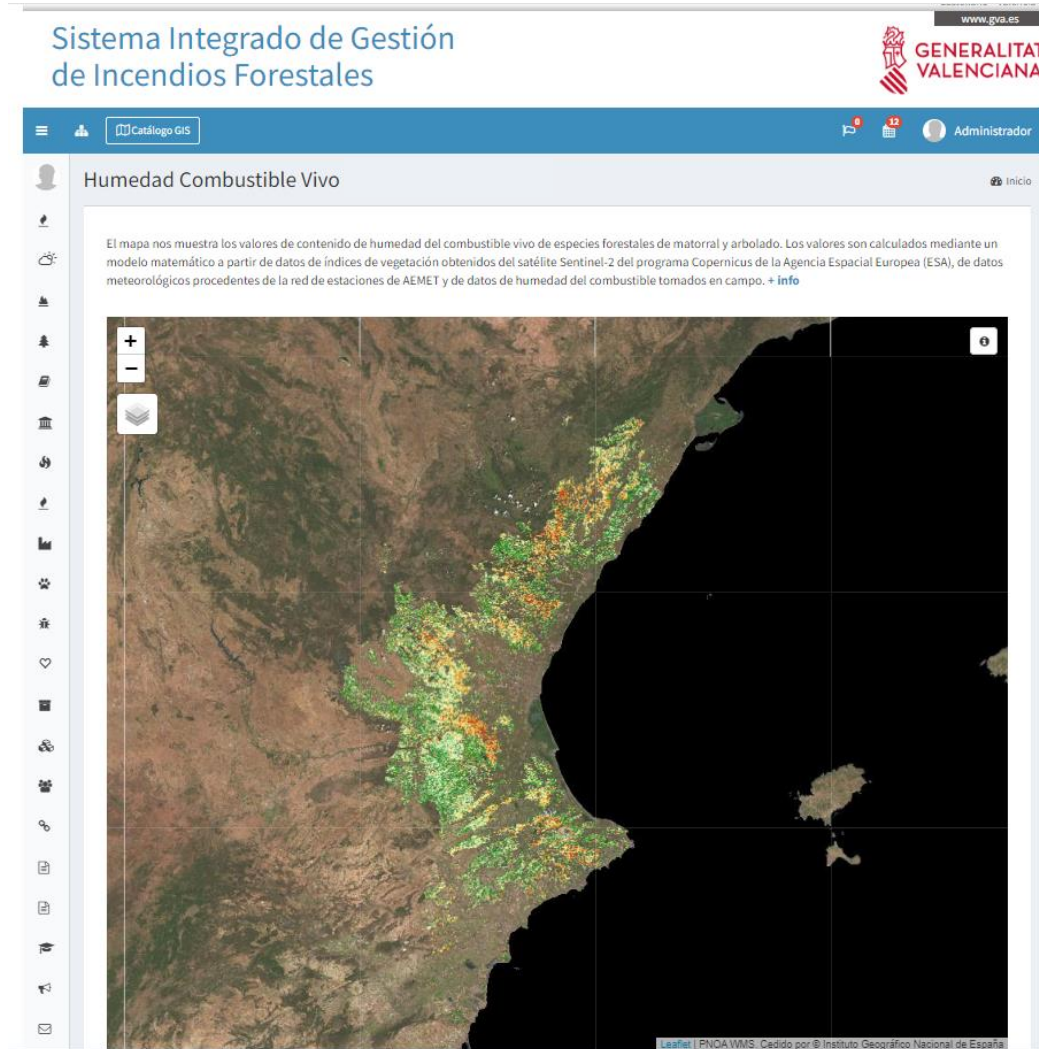 www.gva.es
Sistema Integrado de Gestión
de Incendios Forestales
GENERALITAT
VALENCIANA
Catálogo GIS
0
12
Administrador
Humedad Combustible Vivo
Inicio
El mapa nos muestra los valores de contenido de humedad del combustible vivo de especies forestales de matorral y arbolado. Los valores son calculados mediante un
modelo matemático a partir de datos de índices de vegetación obtenidos del satélite Sentinel-2 del programa Copernicus de la Agencia Espacial Europea (ESA), de datos
meteorológicos procedentes de la red de estaciones de AEMET y de datos de humedad del combustible tomados en campo. + info
+
−
Leaflet | PNOA WMS. Cedido por © Instituto Geográfico Nacional de España